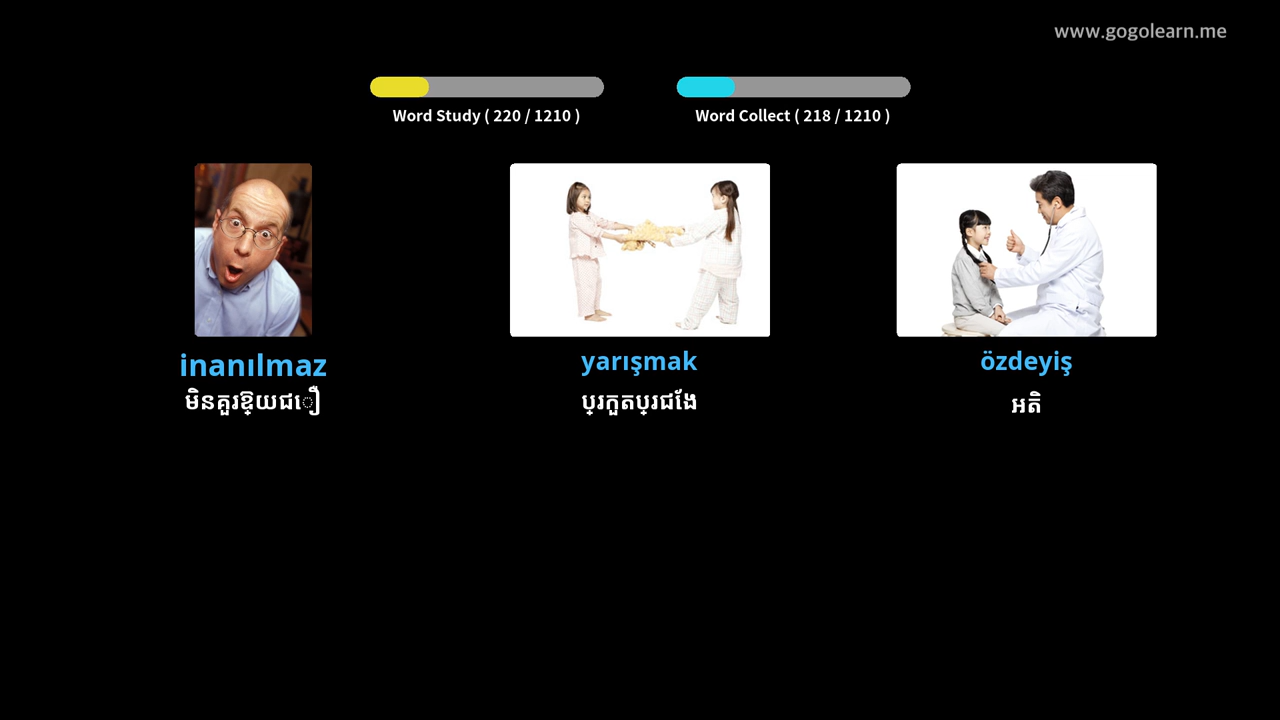 www.gogolearn.me
Word Study ( 220 / 1210 )
Word Collect ( 218 / 1210 )
inanılmaz
yarışmak
özdeyiş
មិនគួរឱ្យជឿ
ប្រកួតប្រជែង
អតិ